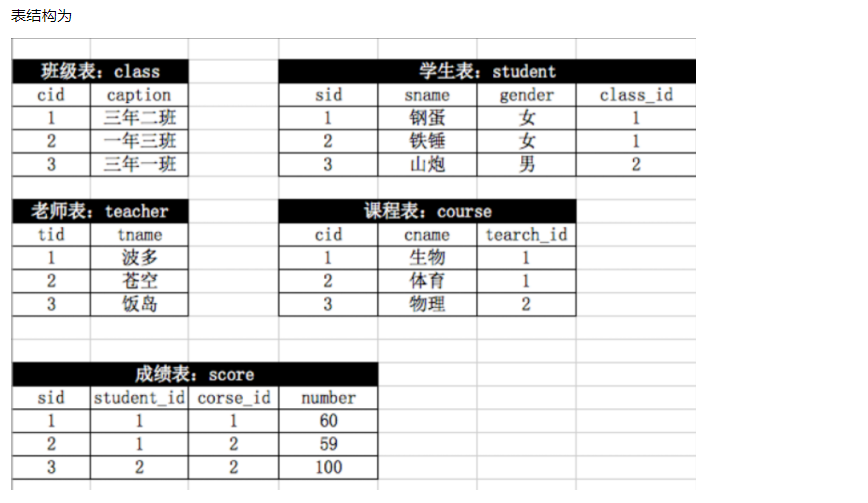 表结构为
班级表：class 学生表：student
cid caption sid sname gender class_id
1 三年二班 1 钢蛋 女 1
2 一年三班 2 铁锤 女 1
3 三年一班 3 山炮 男 2
老师表：teacher 课程表：course
tid tname cid cname tearch_id
1 波多 1 生物 1
2 苍空 2 体育 1
3 饭岛 3 物理 2
成绩表：score
sid student_id corse_id number
1 1 1 60
2 1 2 59
3 2 2 100